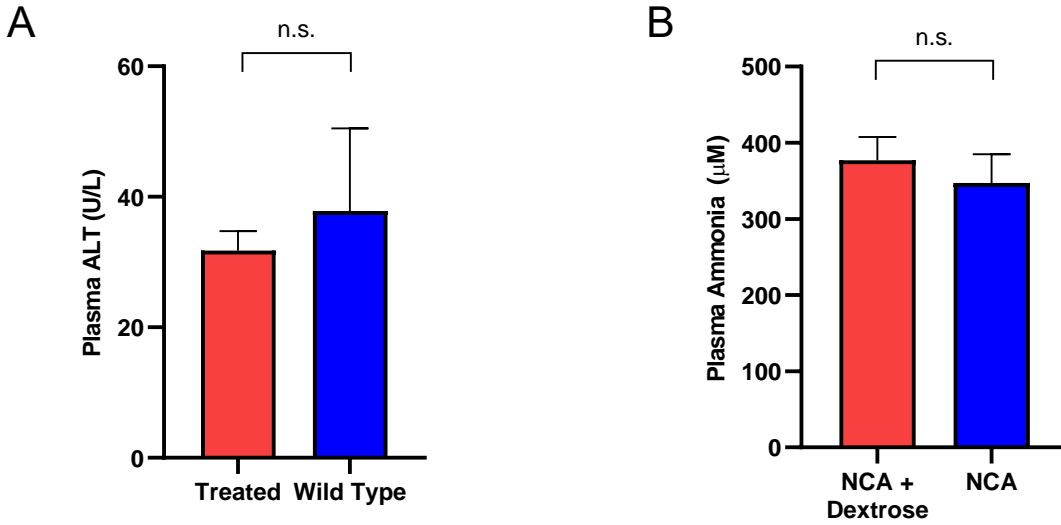 A
n.s.
60
40
20
0
Plasma ALT (U/L)
Treated
Wild Type
B
n.s.
500
400
300
200
100
0
Plasma Ammonia (μM)
NCA +
Dextrose
NCA